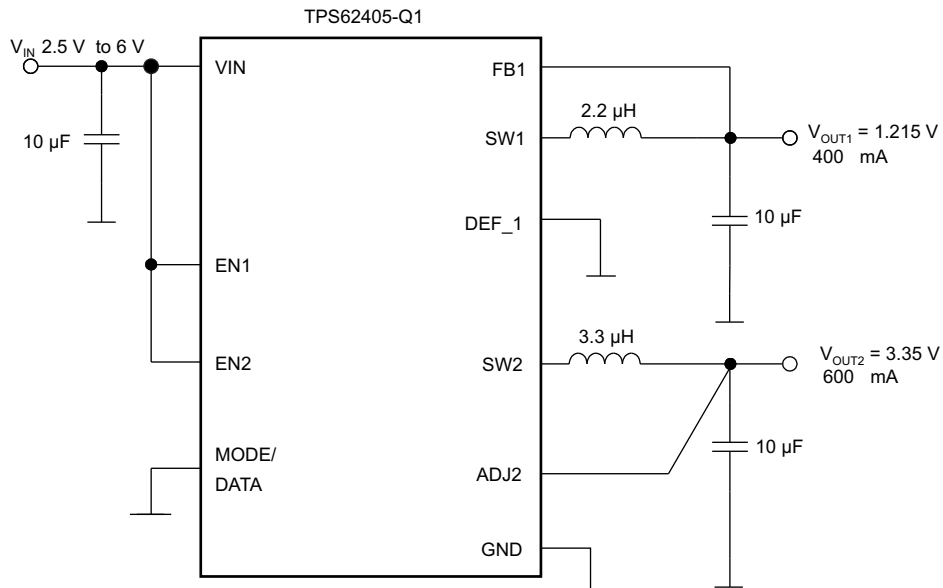 TPS62405-Q1
V_IN 2.5 V to 6 V
VIN
FB1
10 µF
2.2 µH
SW1
V_OUT1 = 1.215 V
400 mA
DEF_1
10 µF
EN1
3.3 µH
EN2
SW2
V_OUT2 = 3.35 V
600 mA
MODE/
DATA
ADJ2
10 µF
GND